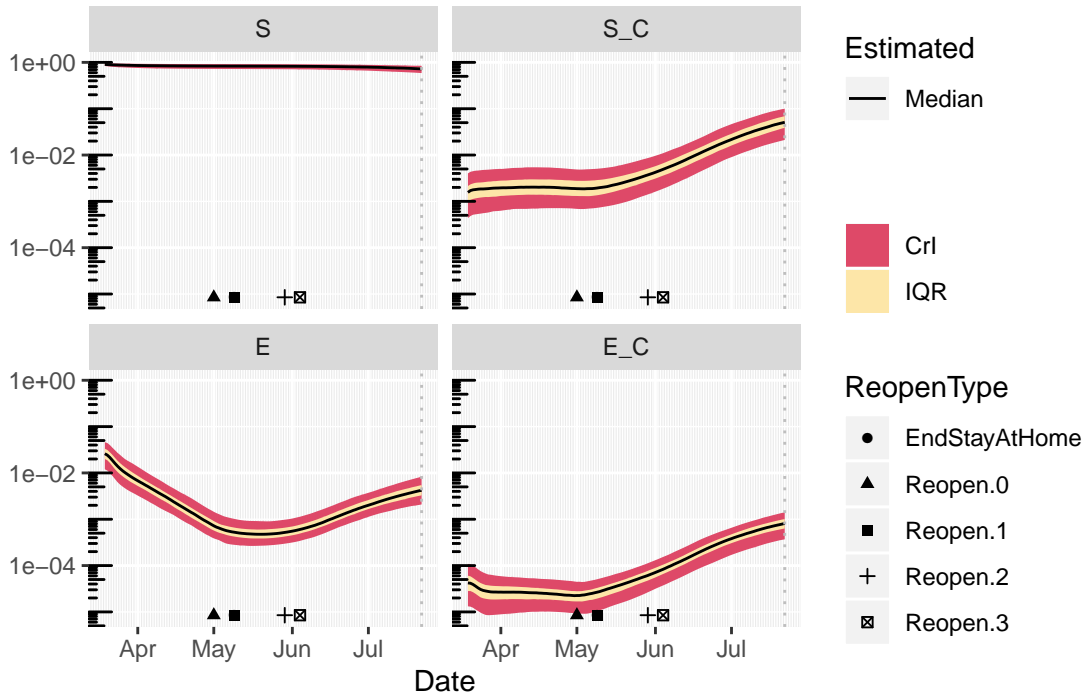 S
S_C
1e+00
1e−02
1e−04
E
E_C
1e+00
1e−02
1e−04
Apr
May
Jun
Jul
Apr
May
Jun
Jul
Date
Estimated
Median
CrI
IQR
ReopenType
EndStayAtHome
Reopen.0
Reopen.1
Reopen.2
Reopen.3